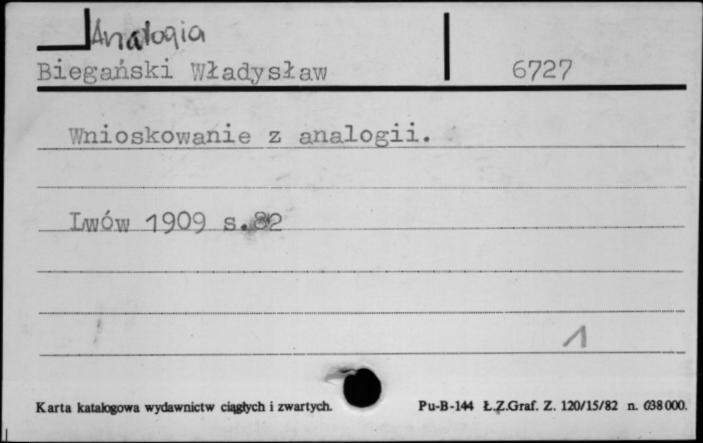 Analogia
Biegański Władysław 6727
Wnioskowanie z analogii.
Lwów 1909 s.82
1
Karta katalogowa wydawnictw ciągłych i zwartych. Pu-B-144 Ł.Z.Graf. Z. 120/15/82 n. 638000.